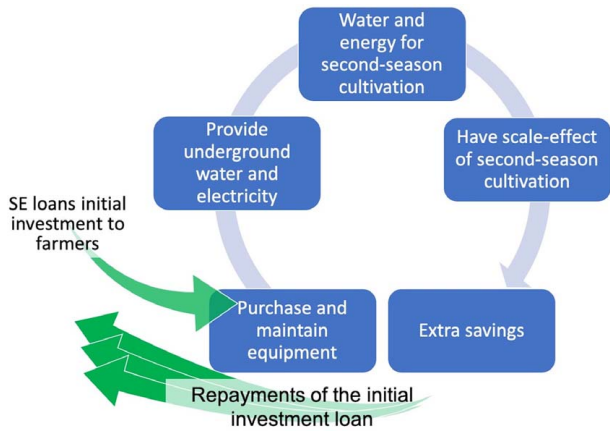 Water and
energy for
second-season
cultivation
Provide
underground
water and
electricity
Have scale-effect
of second-season
cultivation
SE loans initial
investment to
farmers
Purchase and
maintain
equipment
Extra savings
Repayments of the initial
investment loan